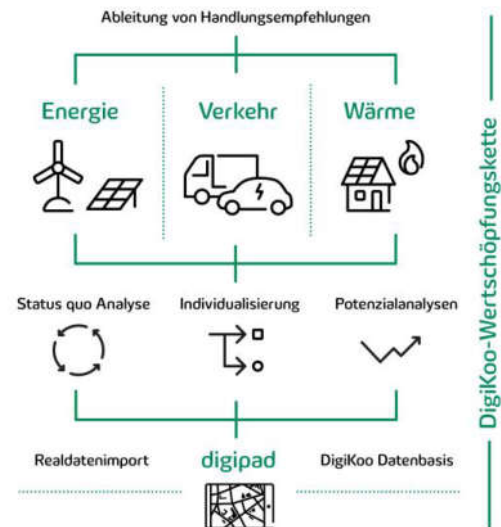 Ableitung von Handlungsempfehlungen
Energie
Verkehr
Wärme
Status quo Analyse
Individualisierung
Potenzialanalysen
Realdatenimport
digipad
DigiKoo Datenbasis
DigiKoo-Wertschöpfungskette